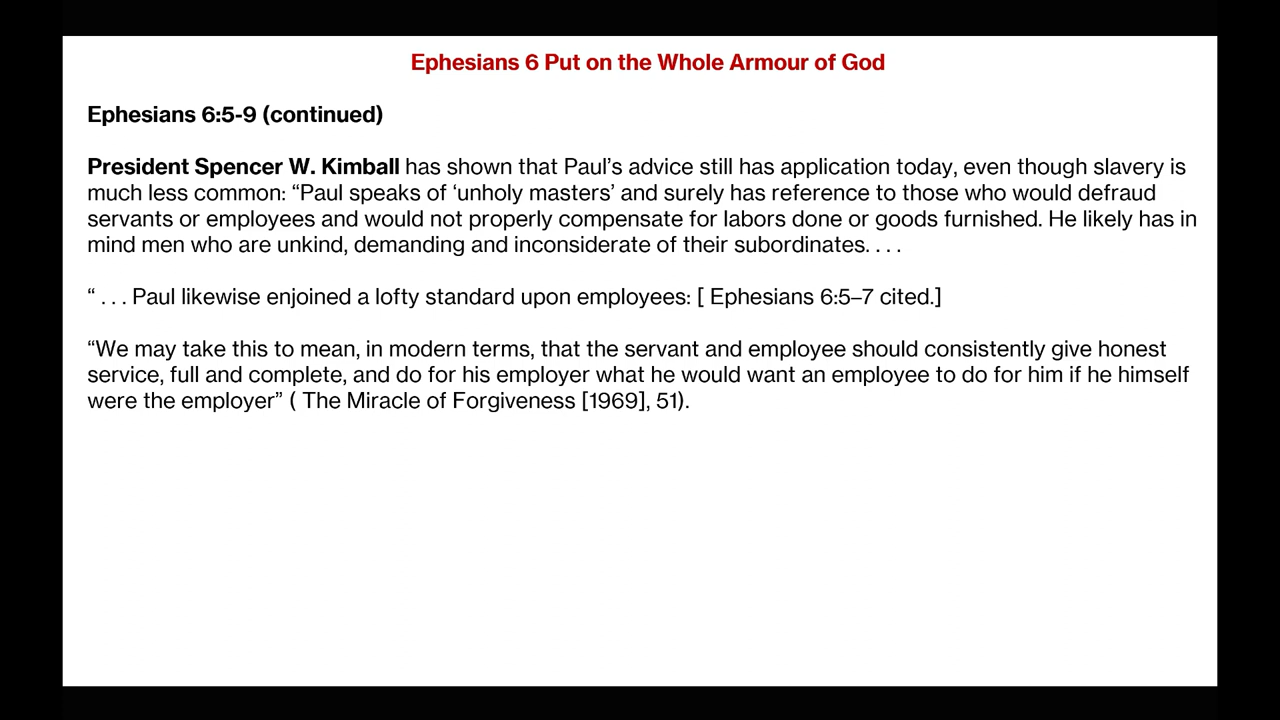 Ephesians 6 Put on the Whole Armour of God
Ephesians 6:5-9 (continued)
President Spencer W. Kimball has shown that Paul’s advice still has application today, even though slavery is
much less common: “Paul speaks of ‘unholy masters’ and surely has reference to those who would defraud
servants or employees and would not properly compensate for labors done or goods furnished. He likely has in
mind men who are unkind, demanding and inconsiderate of their subordinates. . . .
“ . . . Paul likewise enjoined a lofty standard upon employees: [ Ephesians 6:5–7 cited.]
“We may take this to mean, in modern terms, that the servant and employee should consistently give honest
service, full and complete, and do for his employer what he would want an employee to do for him if he himself
were the employer” ( The Miracle of Forgiveness [1969], 51).